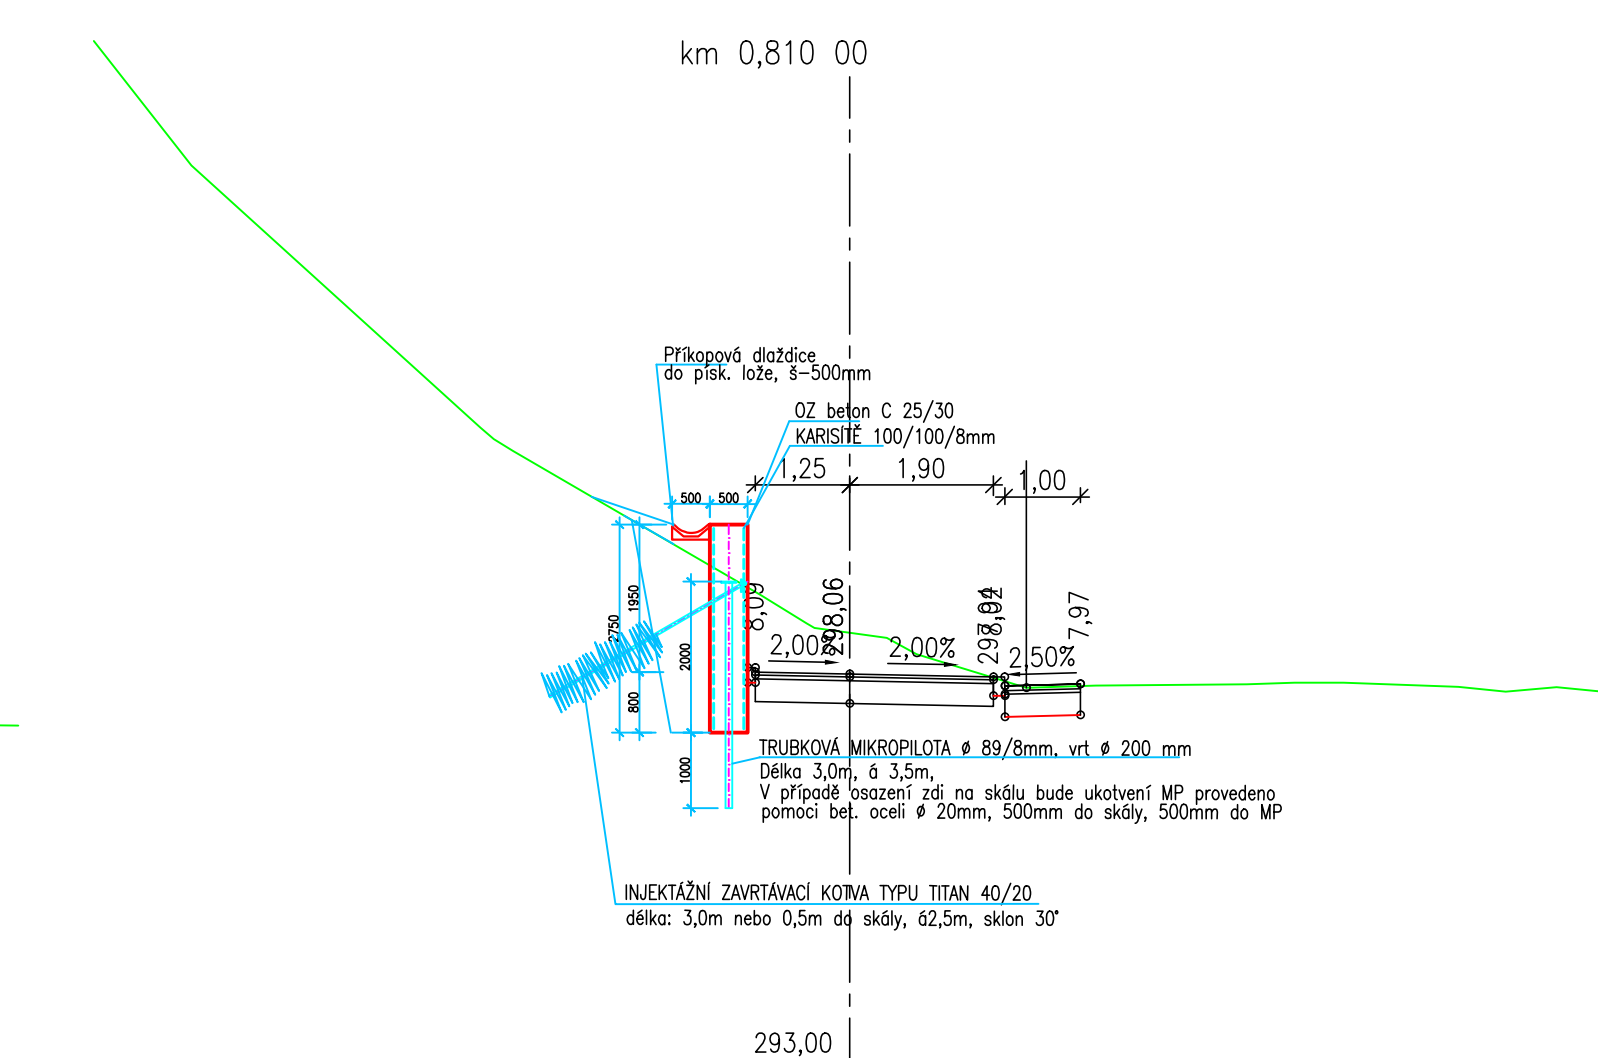 km 0,810 00
Příkopová dlaždice
do písk. lože, š-500mm
OZ beton C 25/30
KARISÍTĚ 100/100/8mm
1,25
1,90
1,00
500
500
1950
2750
2000
800
1000
8,09
298,06
297,94
7,97
2,00%
2,00%
2,50%
TRUBKOVÁ MIKROPILOTA ø 89/8mm, vrt ø 200 mm
Délka 3,0m, á 3,5m,
V případě osazení zdi na skálu bude ukotvení MP provedeno
pomoci bet. oceli ø 20mm, 500mm do skály, 500mm do MP
INJEKTÁŽNÍ ZAVRTÁVACÍ KOTVA TYPU TITAN 40/20
délka: 3,0m nebo 0,5m do skály, á2,5m, sklon 30°
293,00